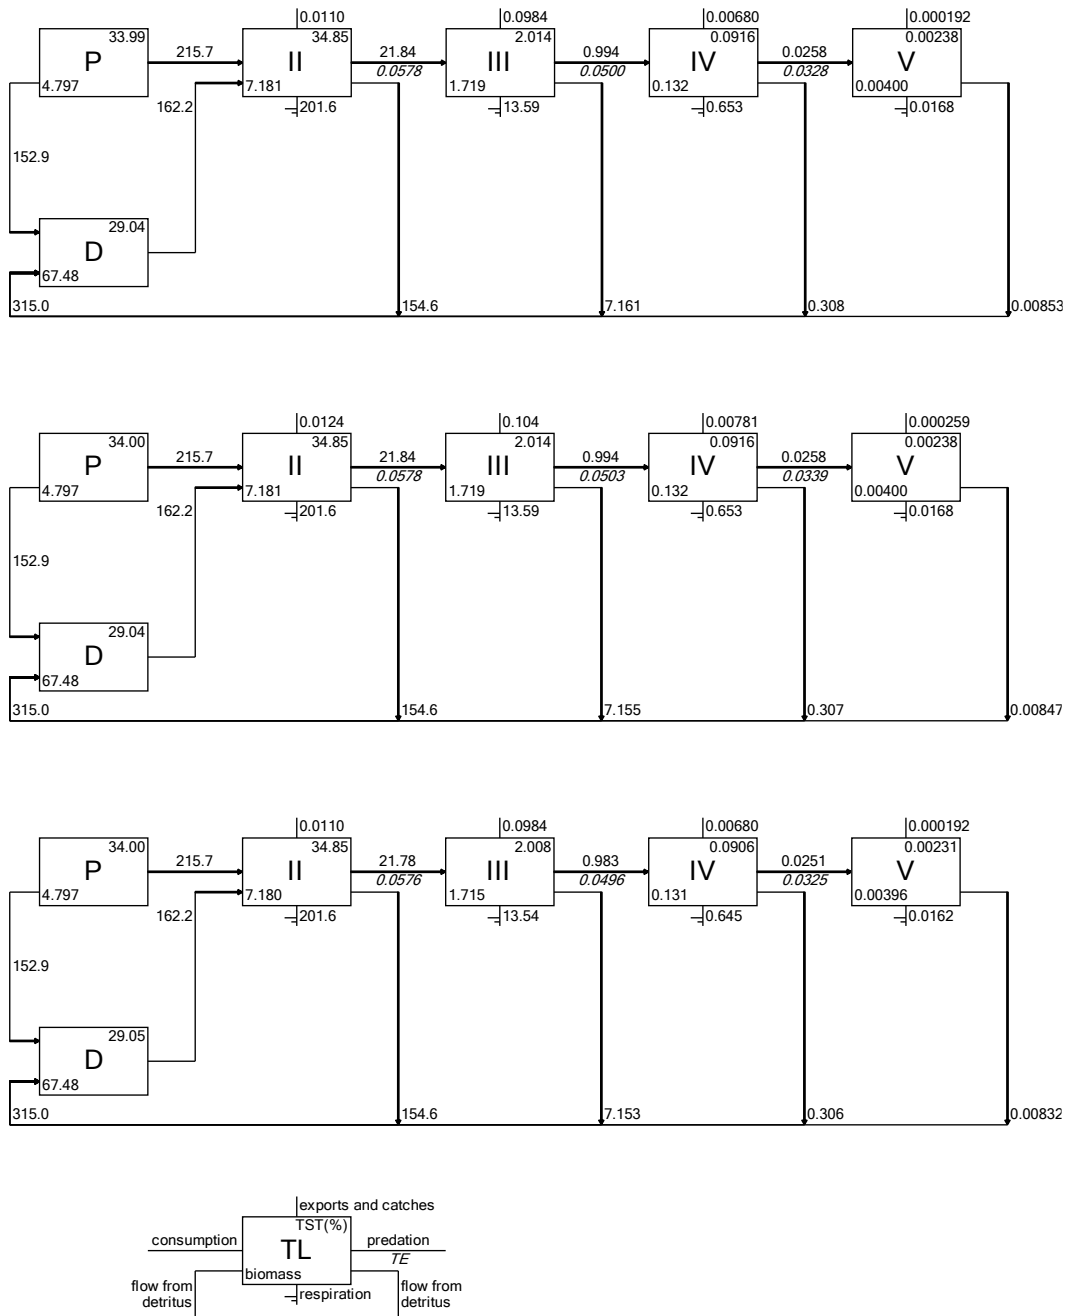 0.0110 0.0984 0.00680 0.000192
33.99 34.85 2.014 0.0916 0.00238
P 215.7 II 21.84 III 0.994 IV 0.0258 V
0.0578 0.0500 0.0328
4.797 7.181 1.719 0.132 0.00400
162.2 201.6 13.59 0.653 0.0168
152.9
29.04
D
67.48
315.0 154.6 7.161 0.308 0.00853
0.0124 0.104 0.00781 0.000259
34.00 34.85 2.014 0.0916 0.00238
P 215.7 II 21.84 III 0.994 IV 0.0258 V
0.0578 0.0503 0.0339
4.797 7.181 1.719 0.132 0.00400
162.2 201.6 13.59 0.653 0.0168
152.9
29.04
D
67.48
315.0 154.6 7.155 0.307 0.00847
0.0110 0.0984 0.00680 0.000192
34.00 34.85 2.008 0.0906 0.00231
P 215.7 II 21.78 III 0.983 IV 0.0251 V
0.0576 0.0496 0.0325
4.797 7.180 1.715 0.131 0.00396
162.2 201.6 13.54 0.645 0.0162
152.9
29.05
D
67.48
315.0 154.6 7.153 0.306 0.00832
exports and catches
TST(%)
consumption TL predation
TE
biomass
flow from respiration flow from
detritus detritus